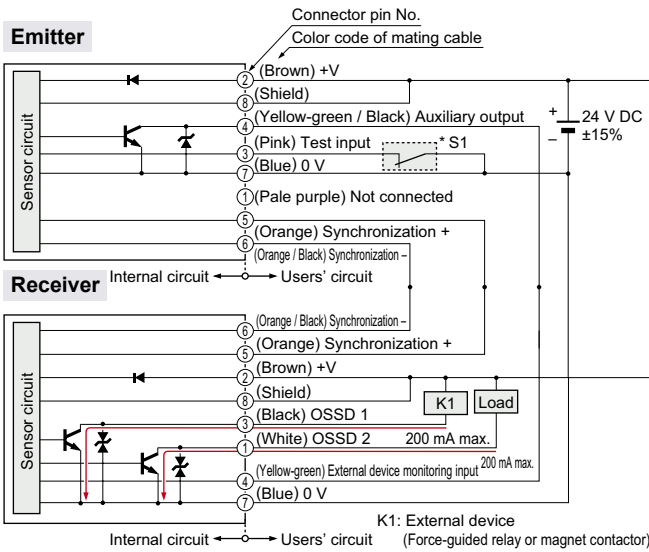 Connector pin No.
Color code of mating cable
Emitter
Sensor circuit
2 (Brown) +V
8 (Shield)
4 (Yellow-green / Black) Auxiliary output
3 (Pink) Test input
* S1
7 (Blue) 0 V
1 (Pale purple) Not connected
5
(Orange) Synchronization +
6
(Orange / Black) Synchronization –
+
–
24 V DC
±15%
Internal circuit
Users' circuit
Receiver
Sensor circuit
(Orange / Black) Synchronization –
6
(Orange) Synchronization +
5
2 (Brown) +V
8 (Shield)
3 (Black) OSSD 1
K1
Load
1 (White) OSSD 2
200 mA max.
200 mA max.
4 (Yellow-green) External device monitoring input
7 (Blue) 0 V
Internal circuit
Users' circuit
K1: External device
(Force-guided relay or magnet contactor)